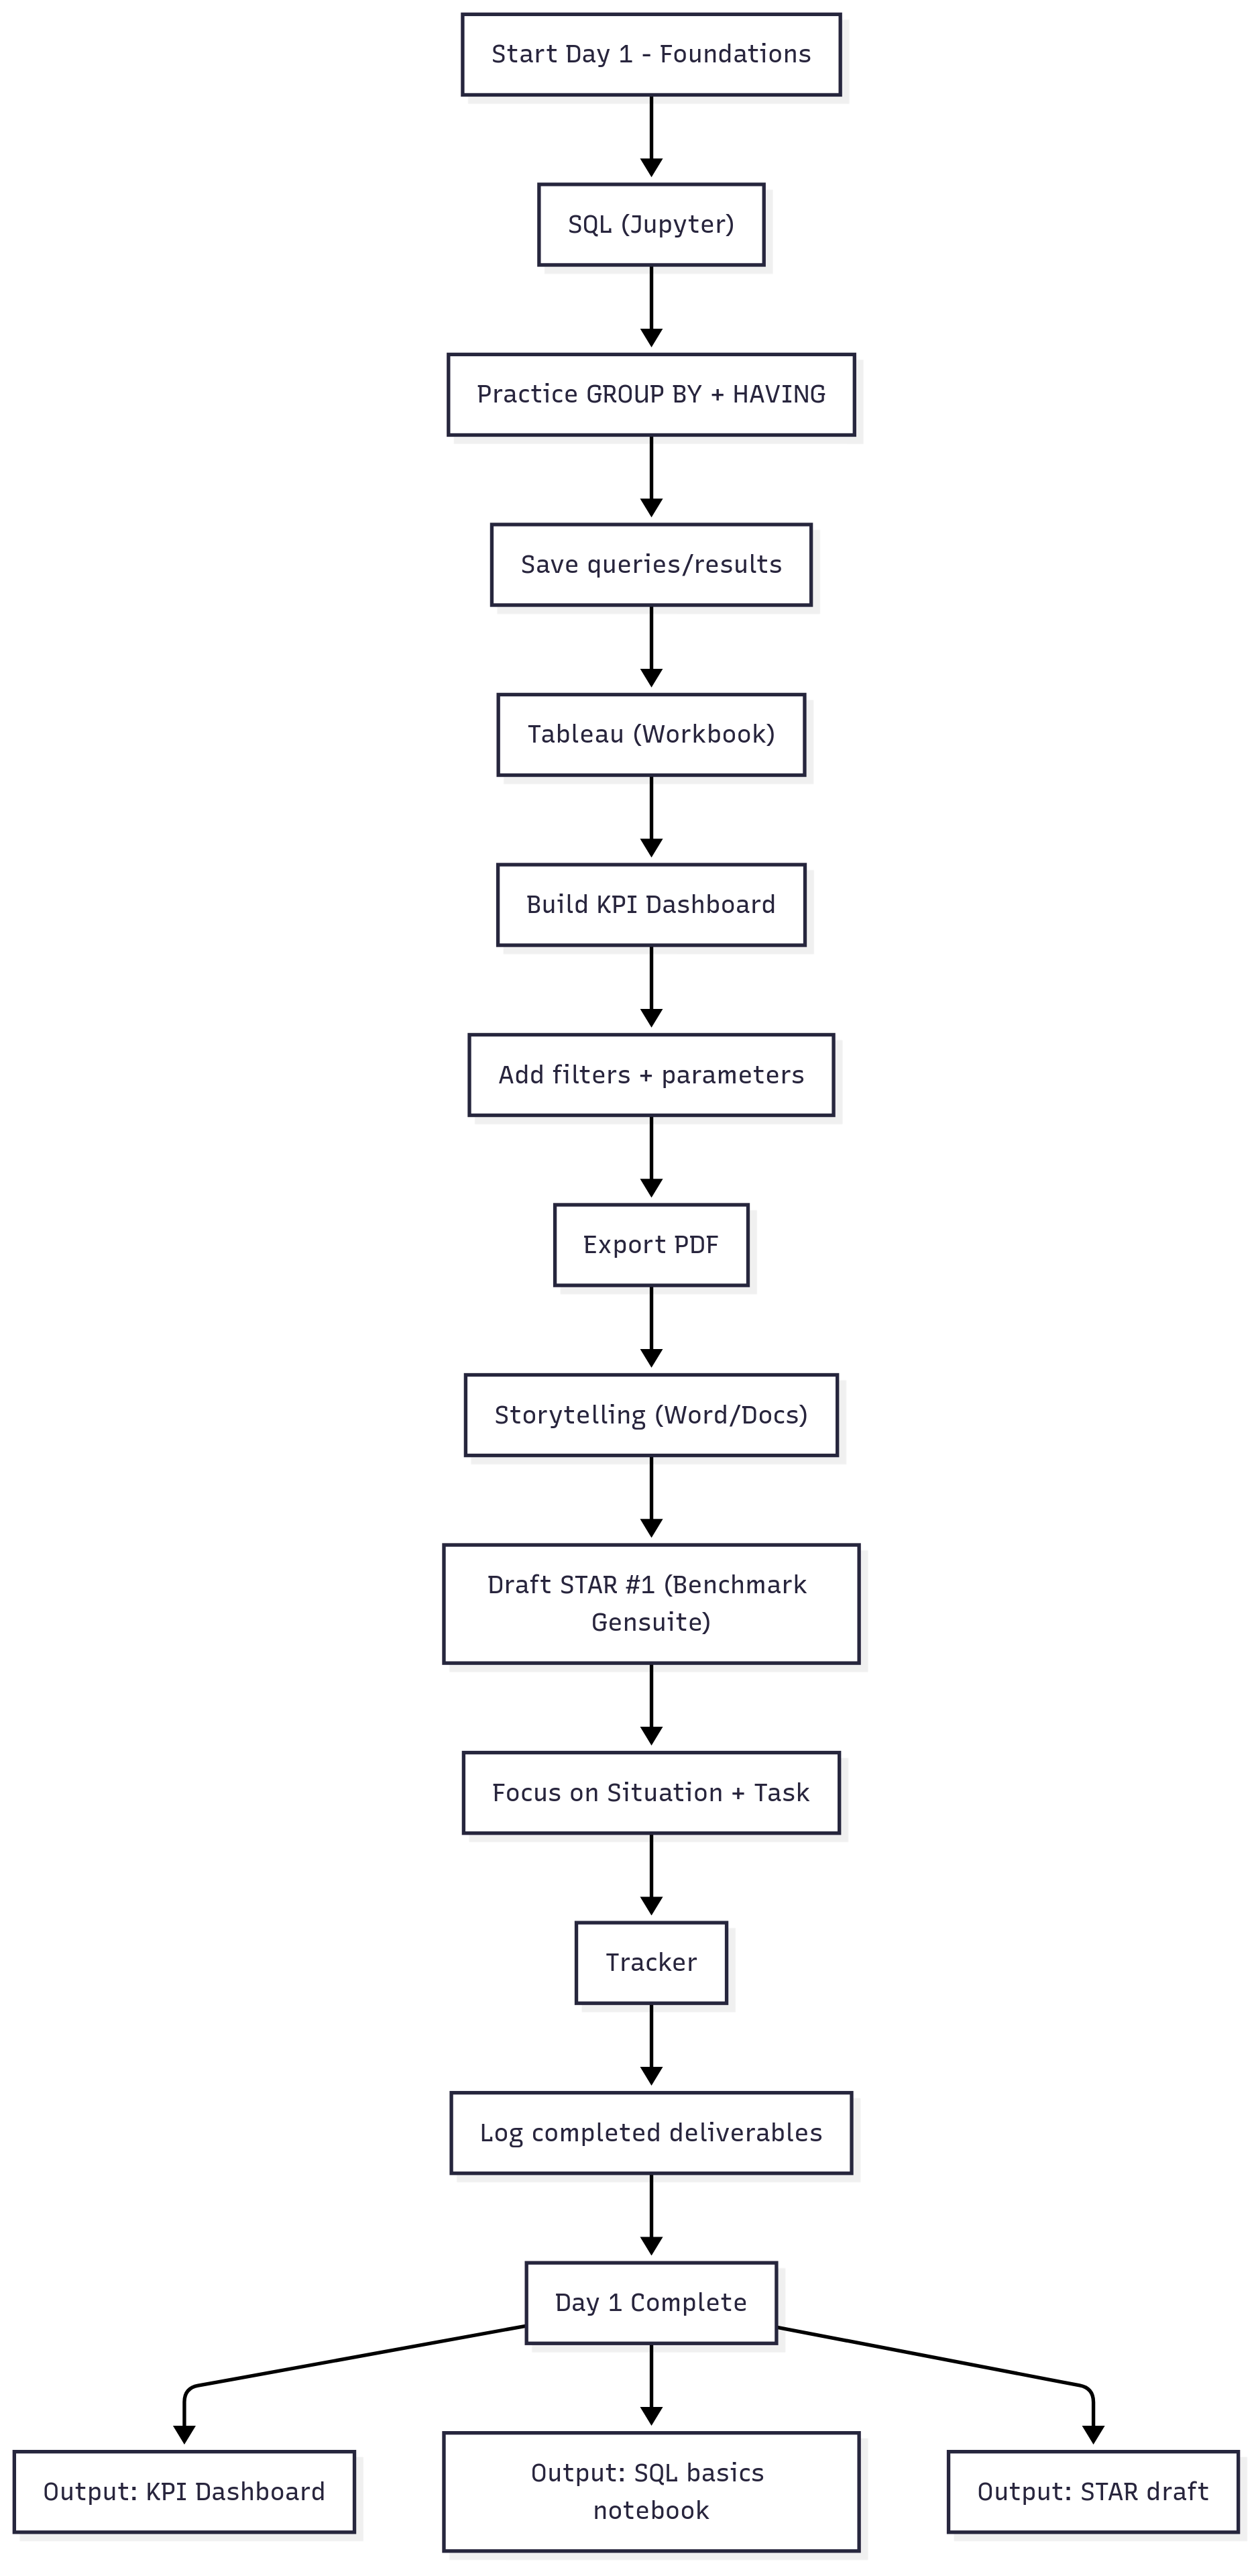 Start Day 1 - Foundations
SQL (Jupyter)
Practice GROUP BY + HAVING
Save queries/results
Tableau (Workbook)
Build KPI Dashboard
Add filters + parameters
Export PDF
Storytelling (Word/Docs)
Draft STAR #1 (Benchmark
Gensuite)
Focus on Situation + Task
Tracker
Log completed deliverables
Day 1 Complete
Output: KPI Dashboard
Output: SQL basics
notebook
Output: STAR draft